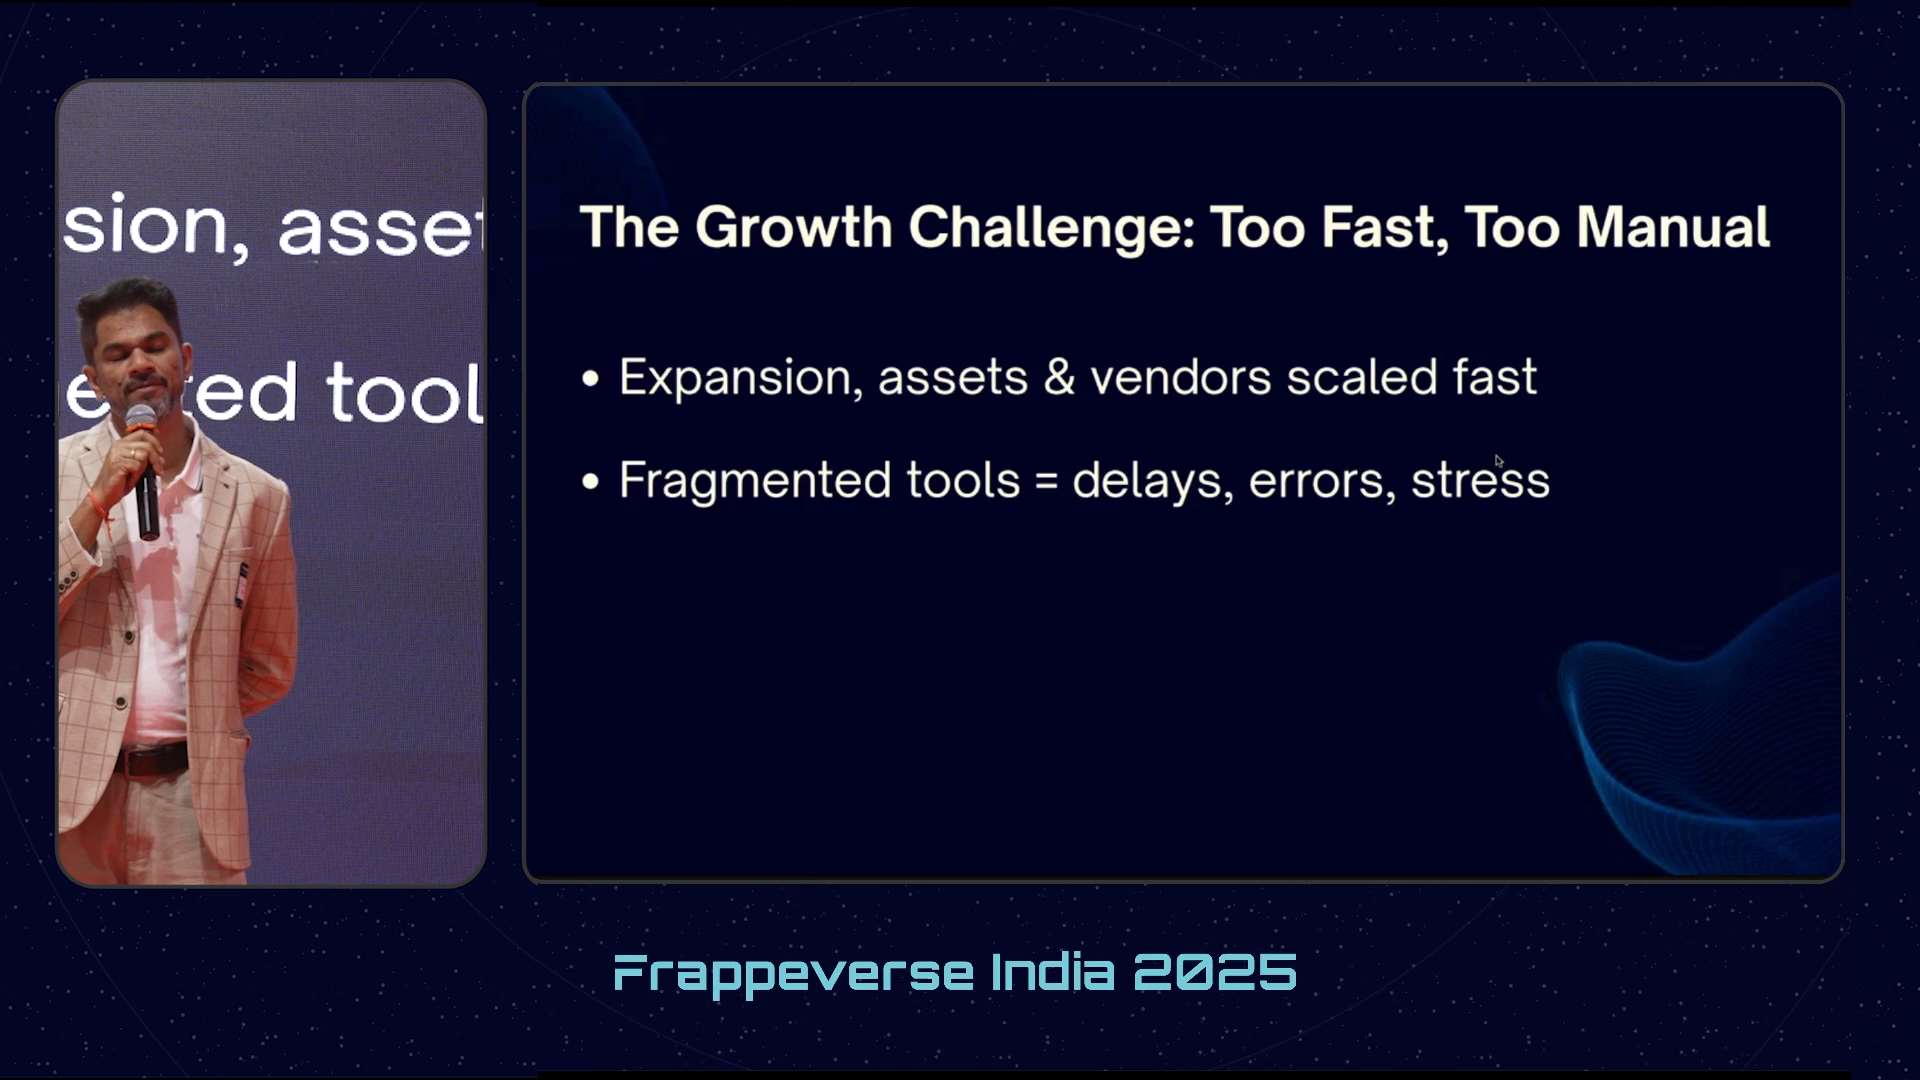 sion, asset
ted tool
The Growth Challenge: Too Fast, Too Manual
• Expansion, assets & vendors scaled fast
• Fragmented tools = delays, errors, stress
Frappeverse India 2025